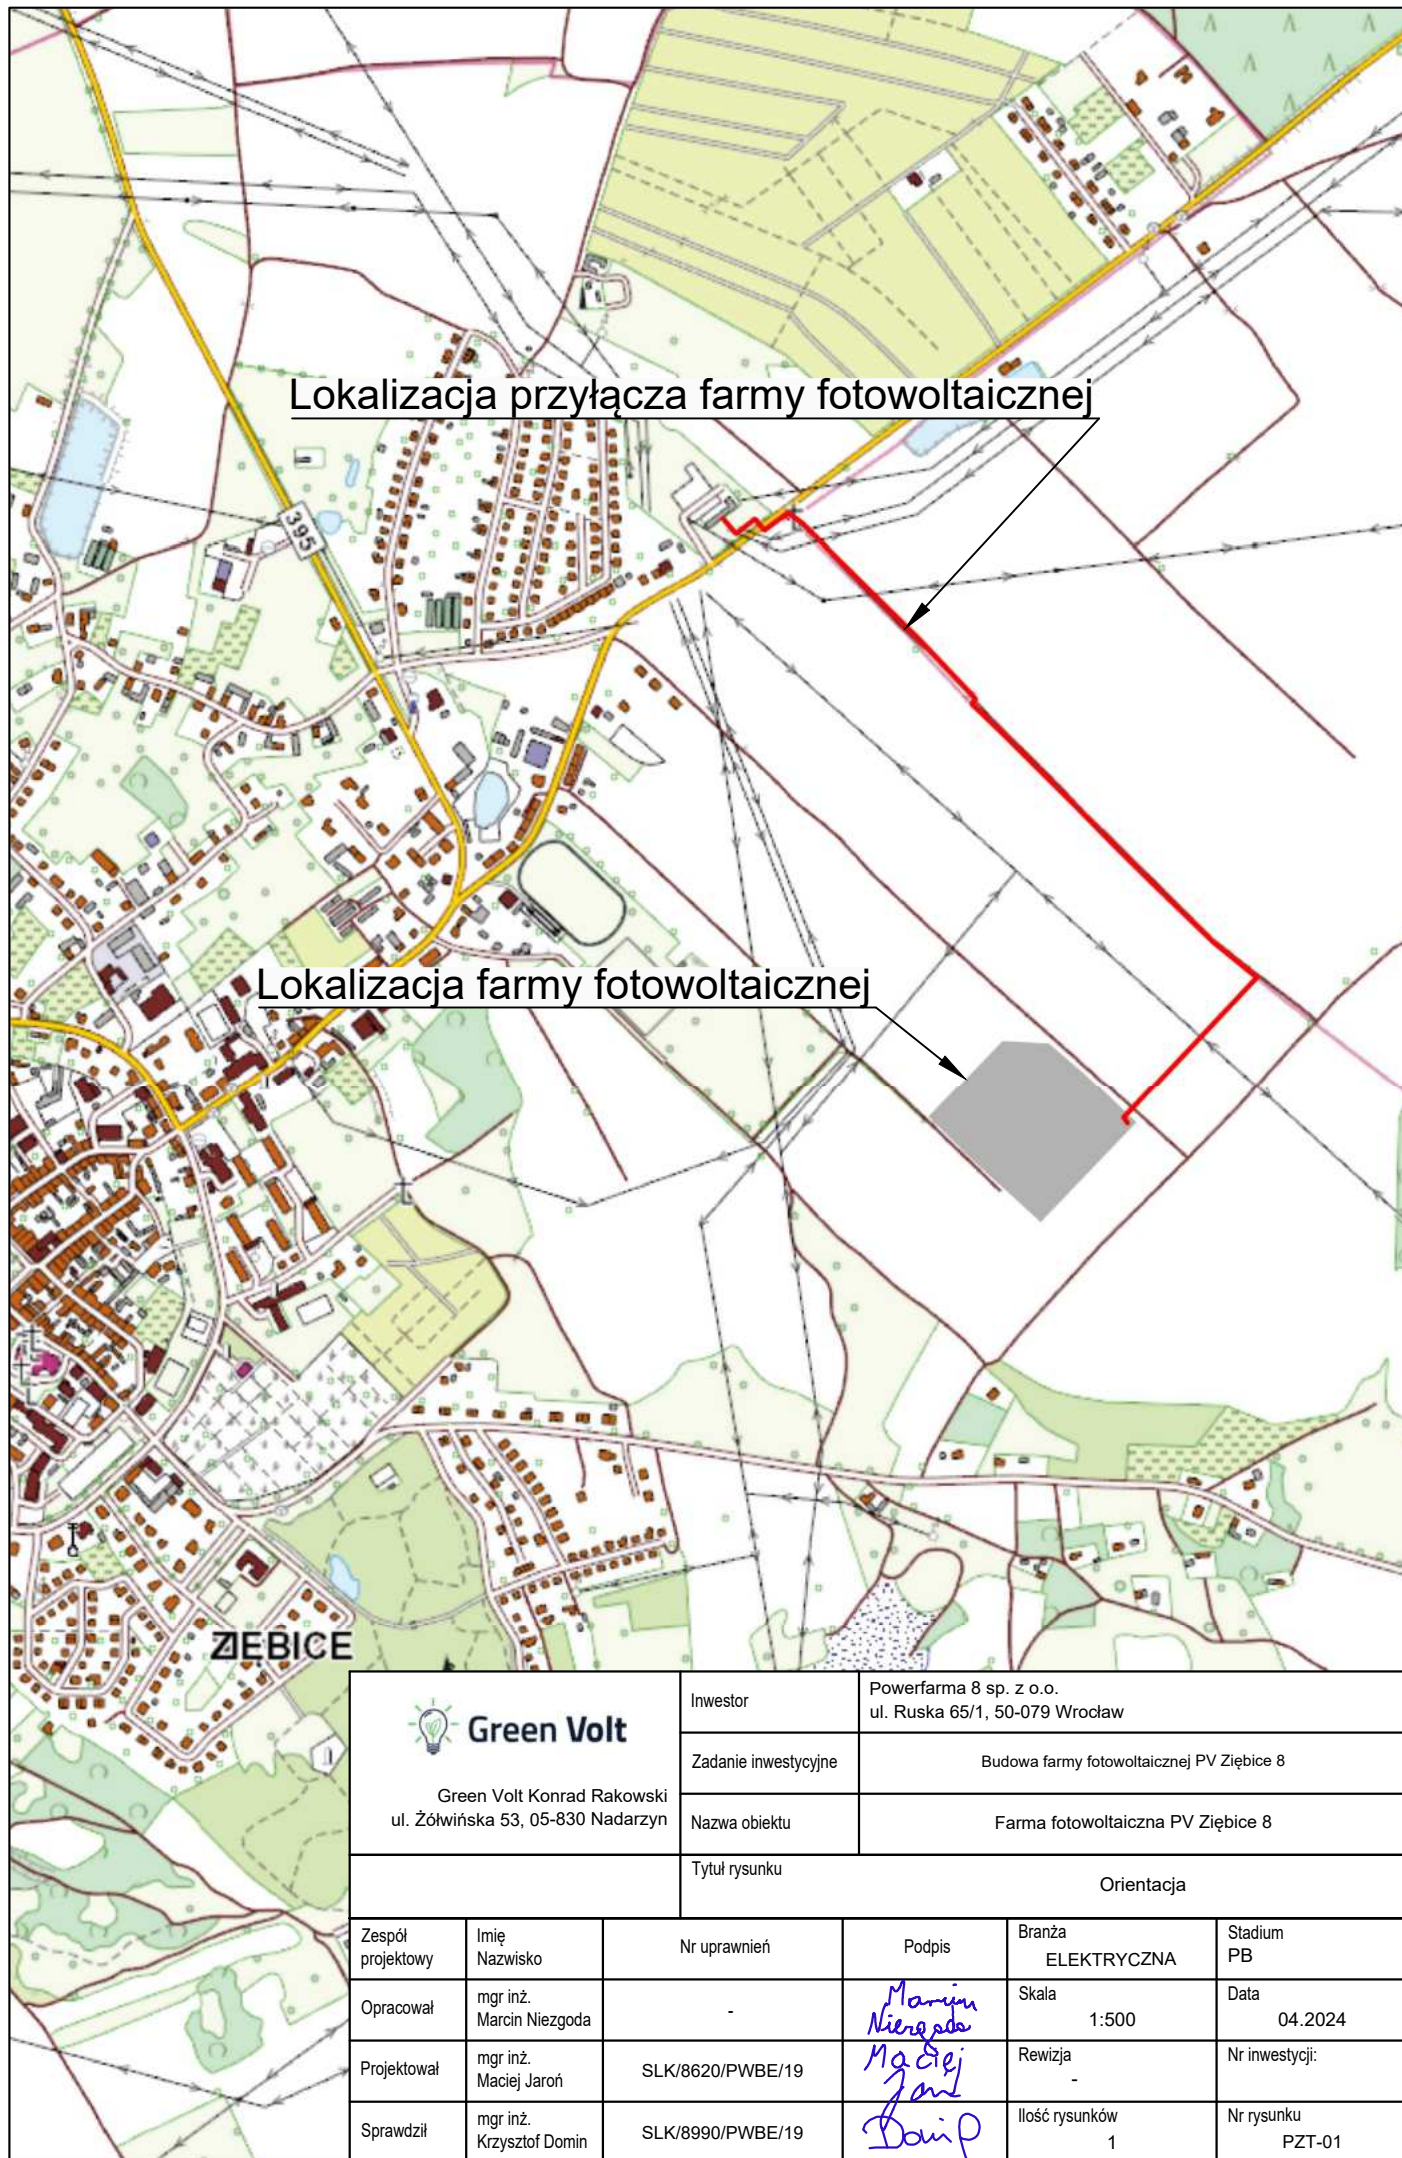 Lokalizacja przyłącza farmy fotowoltaicznej
395
Lokalizacja farmy fotowoltaicznej
ZIĘBICE
Green Volt
Green Volt Konrad Rakowski
ul. Żółwińska 53, 05-830 Nadarzyn
Inwestor
Powerfarma 8 sp. z o.o.
ul. Ruska 65/1, 50-079 Wrocław
Zadanie inwestycyjne
Budowa farmy fotowoltaicznej PV Ziębice 8
Nazwa obiektu
Farma fotowoltaiczna PV Ziębice 8
Tytuł rysunku
Orientacja
Zespół
projektowy
Imię
Nazwisko
Nr uprawnień
Podpis
Branża
ELEKTRYCZNA
Stadium
PB
Opracował
mgr inż.
Marcin Niezgoda
-
Marcin
Niezgoda
Skala
1:500
Data
04.2024
Projektował
mgr inż.
Maciej Jaroń
SLK/8620/PWBE/19
Maciej
Jaroń
Rewizja
-
Nr inwestycji:
Sprawdził
mgr inż.
Krzysztof Domin
SLK/8990/PWBE/19
Ilość rysunków
1
Nr rysunku
PZT-01